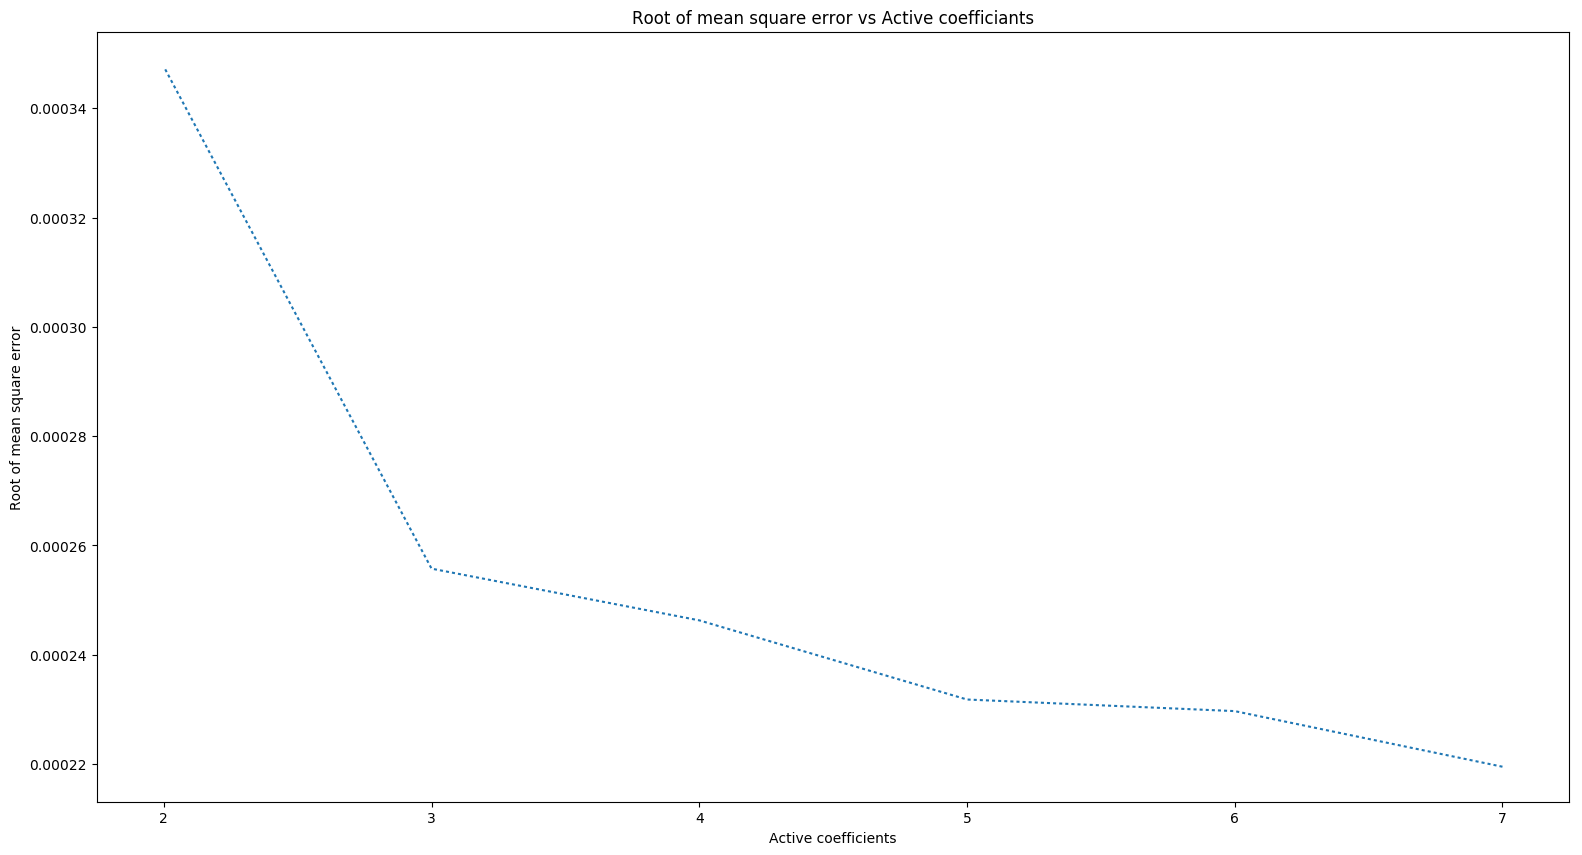 Root of mean square error vs Active coefficiants
0.00034
0.00032
0.00030
0.00028
0.00026
0.00024
0.00022
Root of mean square error
2 3 4 5 6 7
Active coefficients